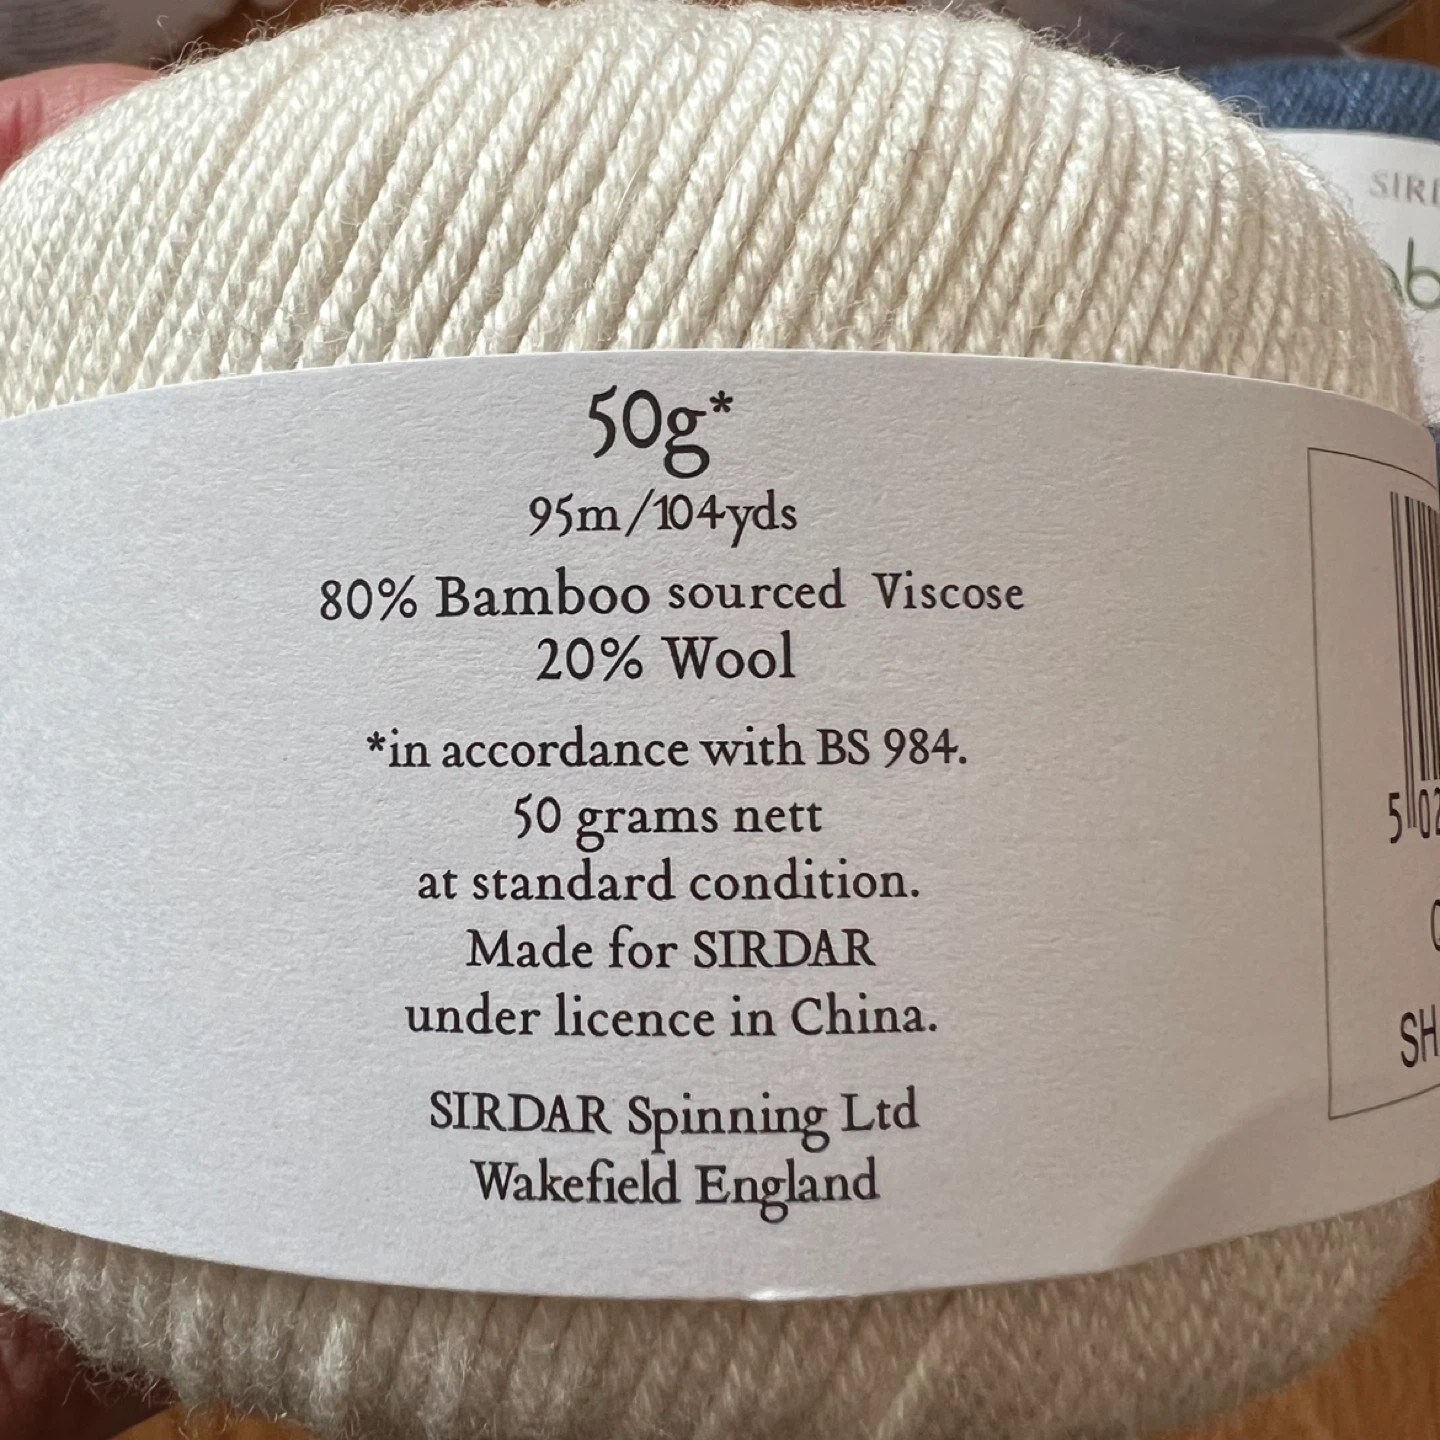 50g*
95m/104yds
80% Bamboo sourced Viscose
20% Wool
*in accordance with BS 984.
50 grams nett
at standard condition.
Made for SIRDAR
under licence in China.
SIRDAR Spinning Ltd
Wakefield England